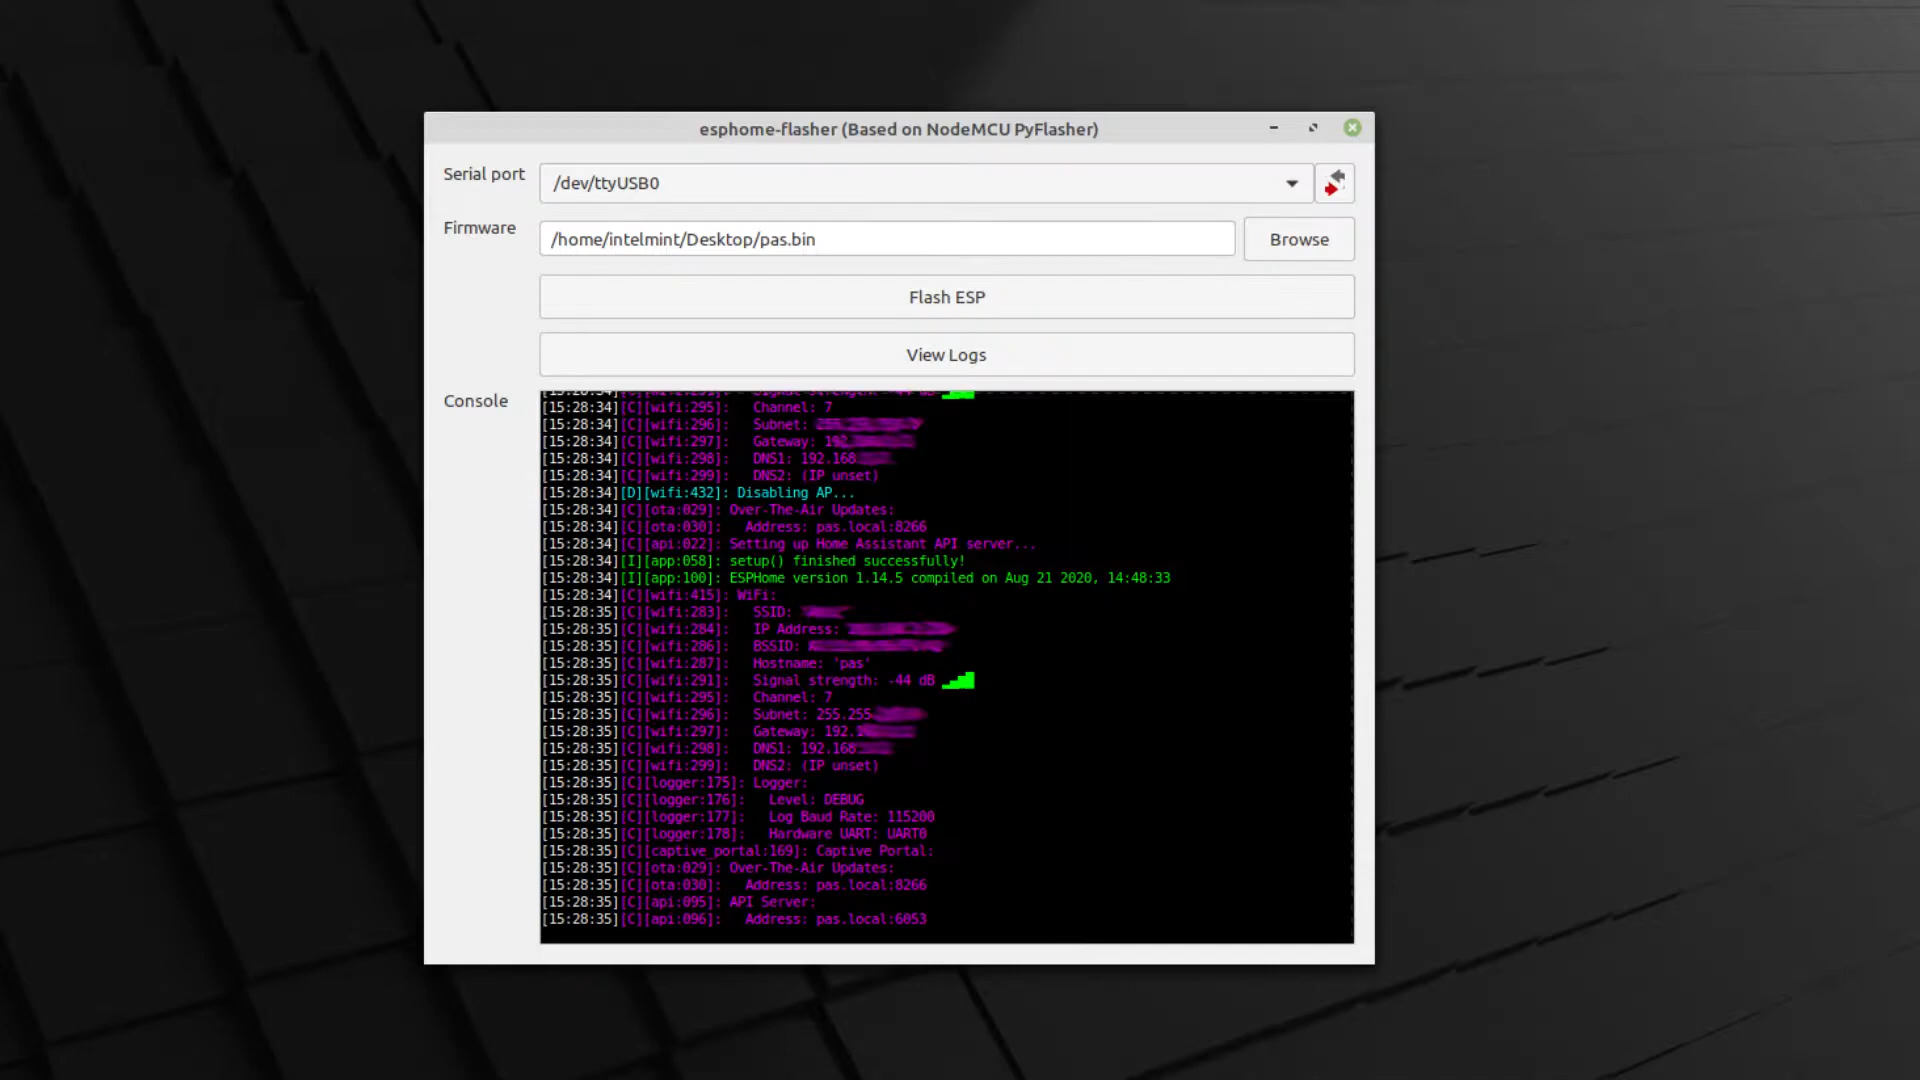 esphome-flasher (Based on NodeMCU PyFlasher)
Serial port
/dev/ttyUSB0
Firmware
/home/intelmint/Desktop/pas.bin
Browse
Flash ESP
View Logs
Console
[15:28:34][C][wifi:295]:   Channel: 7
[15:28:34][C][wifi:296]:   Subnet:
[15:28:34][C][wifi:297]:   Gateway: 19
[15:28:34][C][wifi:298]:   DNS1: 192.168
[15:28:34][C][wifi:299]:   DNS2: (IP unset)
[15:28:34][D][wifi:432]: Disabling AP...
[15:28:34][C][ota:029]: Over-The-Air Updates:
[15:28:34][C][ota:030]:   Address: pas.local:8266
[15:28:34][C][api:022]: Setting up Home Assistant API server...
[15:28:34][I][app:058]: setup() finished successfully!
[15:28:34][I][app:100]: ESPHome version 1.14.5 compiled on Aug 21 2020, 14:48:33
[15:28:34][C][wifi:415]: WiFi:
[15:28:35][C][wifi:283]:   SSID:
[15:28:35][C][wifi:284]:   IP Address:
[15:28:35][C][wifi:286]:   BSSID:
[15:28:35][C][wifi:287]:   Hostname: 'pas'
[15:28:35][C][wifi:291]:   Signal strength: -44 dB
[15:28:35][C][wifi:295]:   Channel: 7
[15:28:35][C][wifi:296]:   Subnet: 255.255
[15:28:35][C][wifi:297]:   Gateway: 192.1
[15:28:35][C][wifi:298]:   DNS1: 192.168
[15:28:35][C][wifi:299]:   DNS2: (IP unset)
[15:28:35][C][logger:175]: Logger:
[15:28:35][C][logger:176]:   Level: DEBUG
[15:28:35][C][logger:177]:   Log Baud Rate: 115200
[15:28:35][C][logger:178]:   Hardware UART: UART0
[15:28:35][C][captive_portal:169]: Captive Portal:
[15:28:35][C][ota:029]: Over-The-Air Updates:
[15:28:35][C][ota:030]:   Address: pas.local:8266
[15:28:35][C][api:095]: API Server:
[15:28:35][C][api:096]:   Address: pas.local:6053